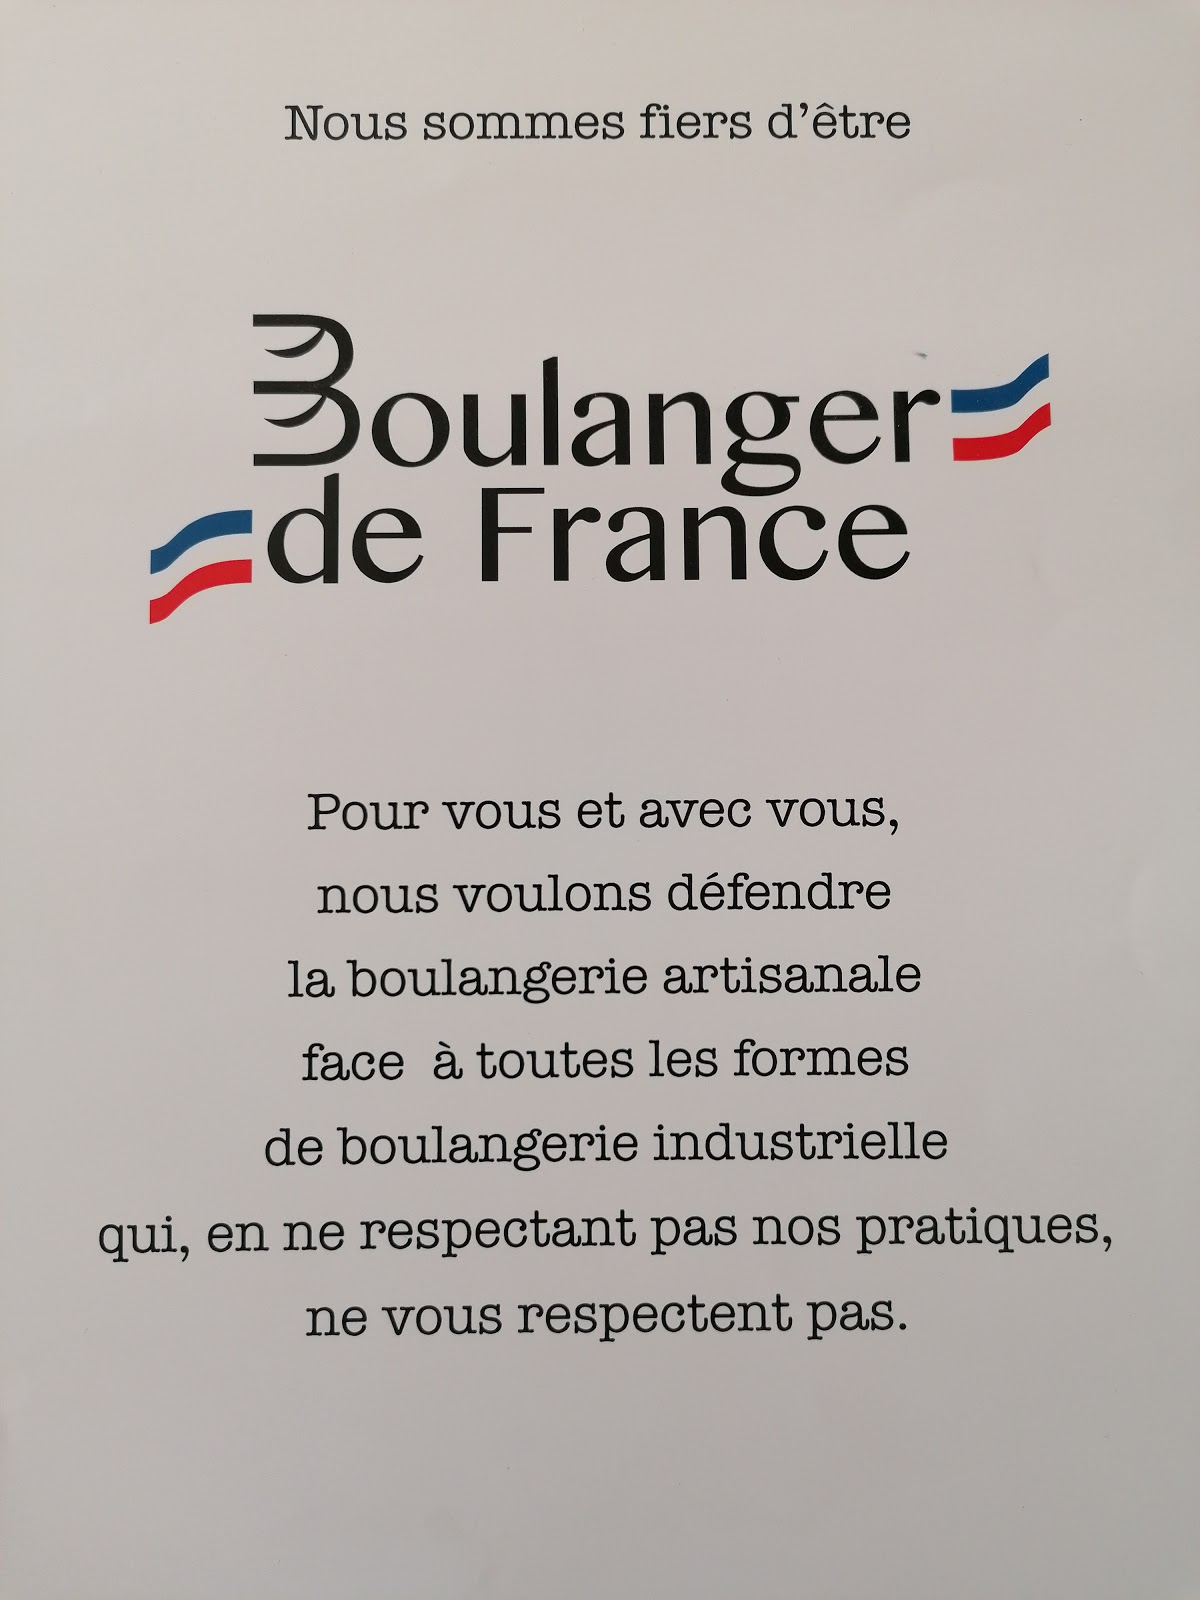 Nous sommes fiers d'être
Boulanger
de France
Pour vous et avec vous,
nous voulons défendre
la boulangerie artisanale
face  à toutes les formes
de boulangerie industrielle
qui, en ne respectant pas nos pratiques,
ne vous respectent pas.